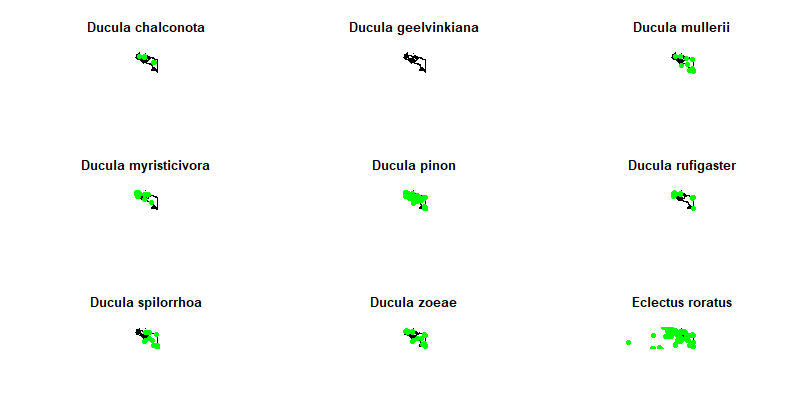 Ducula chalconota
Ducula geelvinkiana
Ducula mullerii
Ducula myristicivora
Ducula pinon
Ducula rufigaster
Ducula spilorrhoa
Ducula zoeae
Eclectus roratus